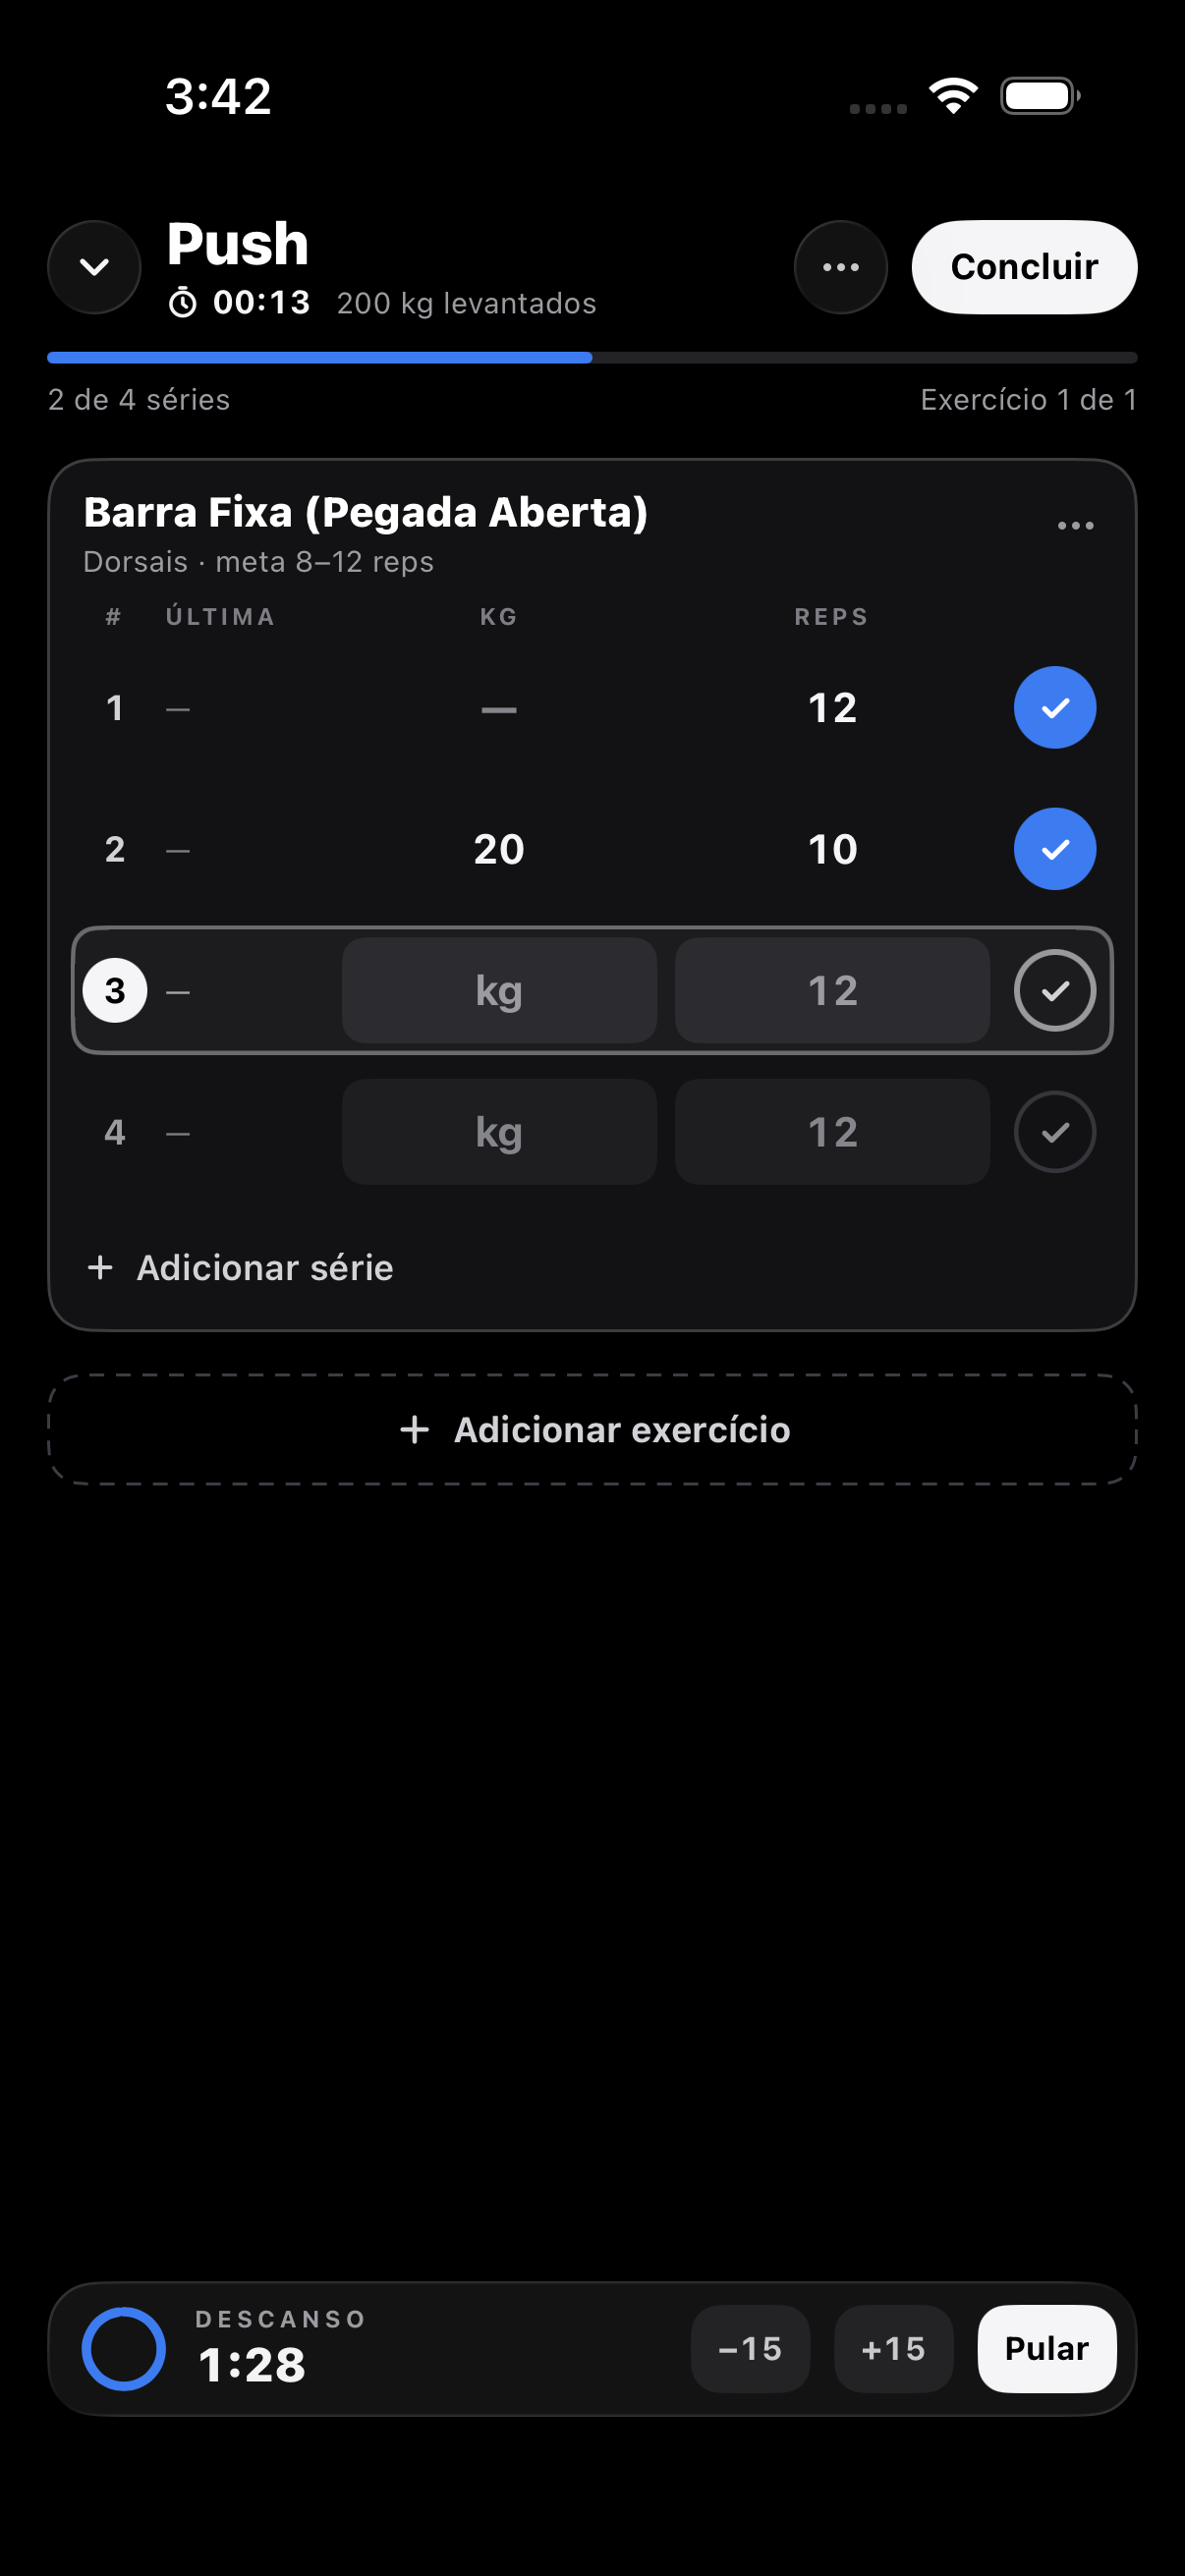 3:42
Push
Concluir
00:13 200 kg levantados
2 de 4 séries Exercício 1 de 1
Barra Fixa (Pegada Aberta)
Dorsais · meta 8–12 reps
# ÚLTIMA KG REPS
1 — — 12
2 — 20 10
3 — kg 12
4 — kg 12
+ Adicionar série
+ Adicionar exercício
DESCANSO
1:28
−15 +15 Pular